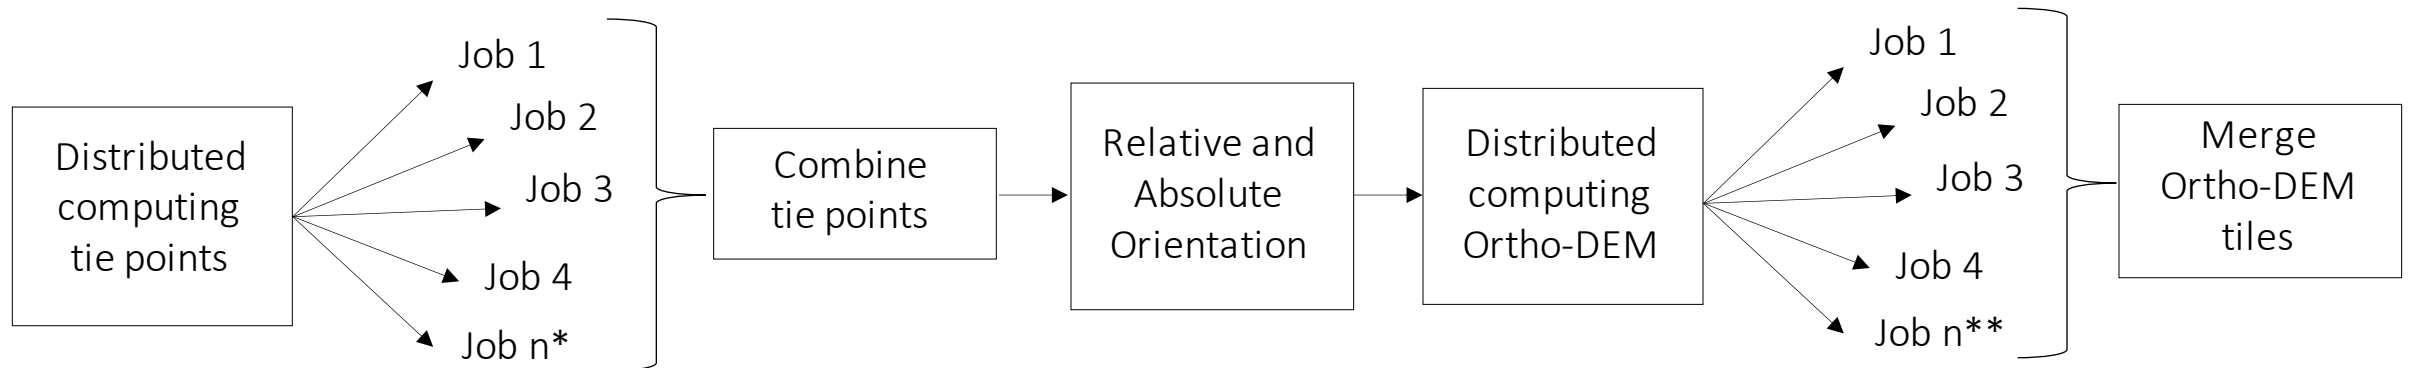 Distributed
computing
tie points
Job 1
Job 2
Job 3
Job 4
Job n*
Combine
tie points
Relative and
Absolute
Orientation
Distributed
computing
Ortho-DEM
Job 1
Job 2
Job 3
Job 4
Job n**
Merge
Ortho-DEM
tiles